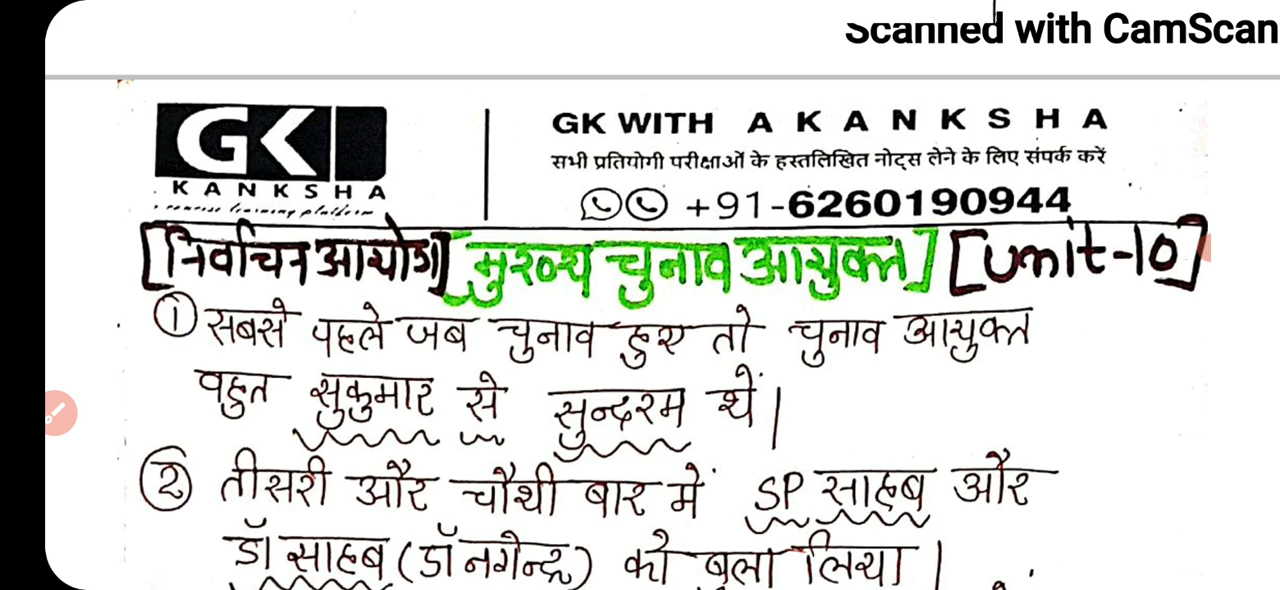 Scanned with CamScan
GK
KANKSHA
GK WITH AKANKSHA
सभी प्रतियोगी परीक्षाओं के हस्तलिखित नोट्स लेने के लिए संपर्क करें
+91-6260190944
[निर्वाचन आयोग] [मुख्य चुनाव आयुक्त] [Unit-10]
① सबसे पहले जब चुनाव हुए तो चुनाव आयुक्त
वहुत सुकुमार से सुन्दरम थें।
② तीसरी और चौथी बार में SP साहब और
डॉ साहब (डॉ नगेन्द्र) को बुला लिया।